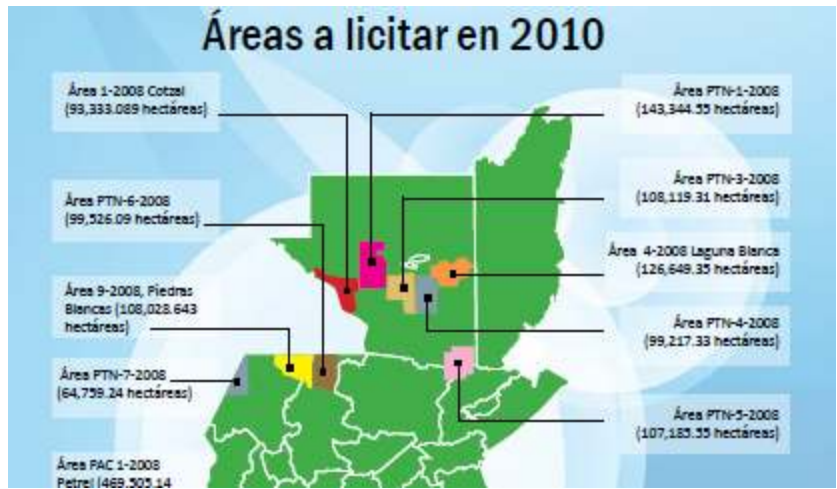 Áreas a licitar en 2010
Área 1-2008 Cotzal
(93,333.089 hectáreas)
Área PTN-6-2008
(99,526.09 hectáreas)
Área 9-2008, Piedras
Blancas (108,028.643
hectáreas)
Área PTN-7-2008
(64,759.24 hectáreas)
Área PAC 1-2008
Petrel (469,505.14
Área PTN-1-2008
(143,344.55 hectáreas)
Área PTN-3-2008
(108,119.31 hectáreas)
Área 4-2008 Laguna Blanca
(126,649.35 hectáreas)
Área PTN-4-2008
(99,217.33 hectáreas)
Área PTN-5-2008
(107,185.55 hectáreas)